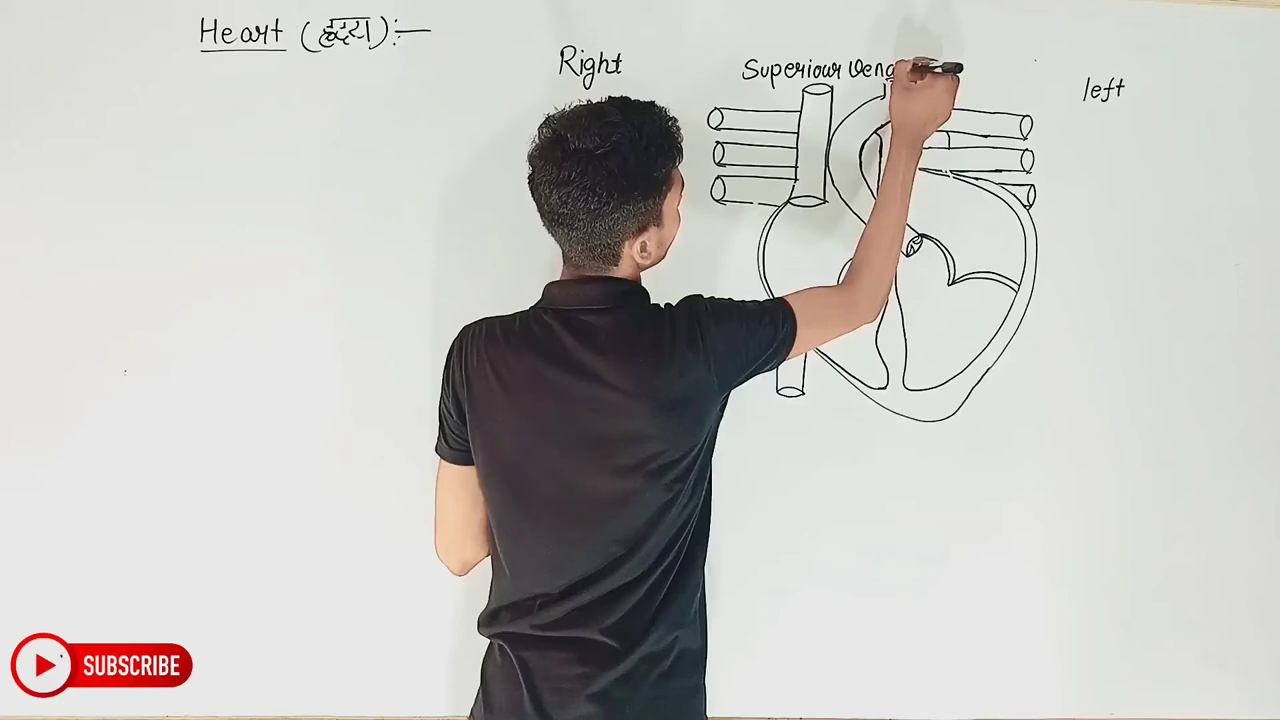 Heart (हृदय):—
Right
Superiour Vena
left
SUBSCRIBE